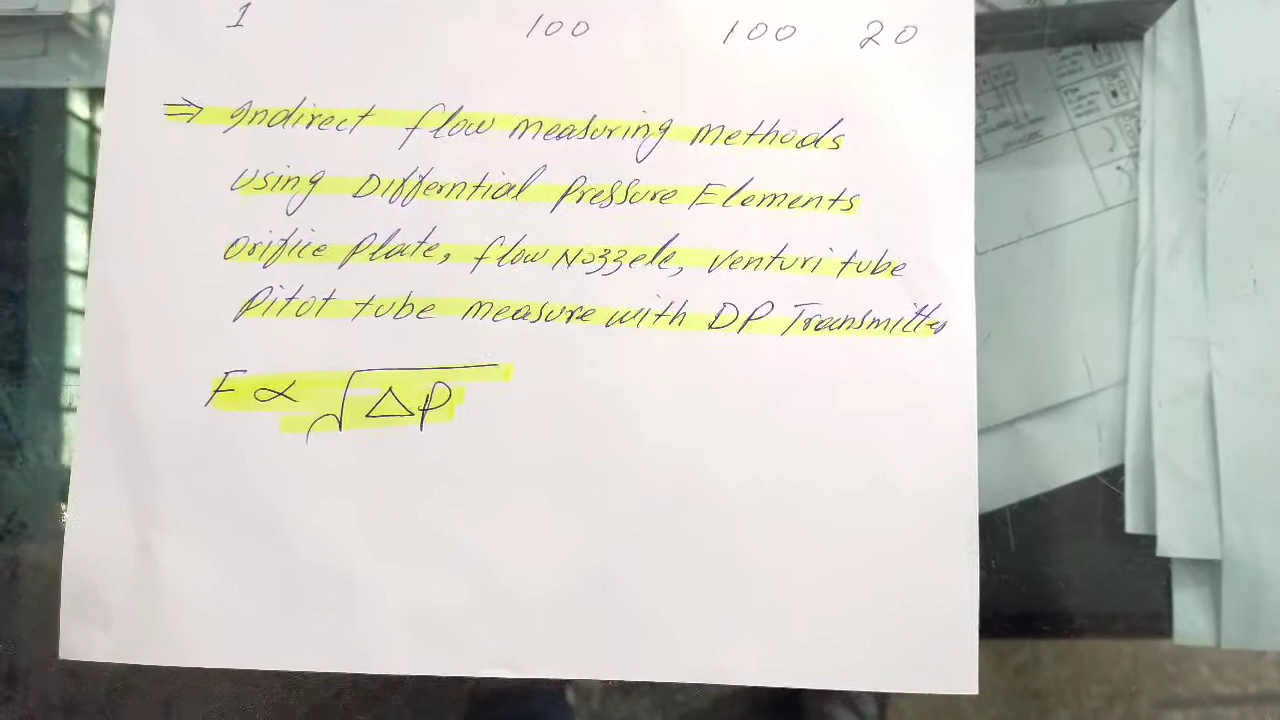 1 100 100 20
⇒ Indirect flow measuring methods
using Differntial Pressure Elements
Orifice Plate, flow Nozzele, Venturi tube
Pitot tube measure with DP Transmitter
F ∝ √ΔP